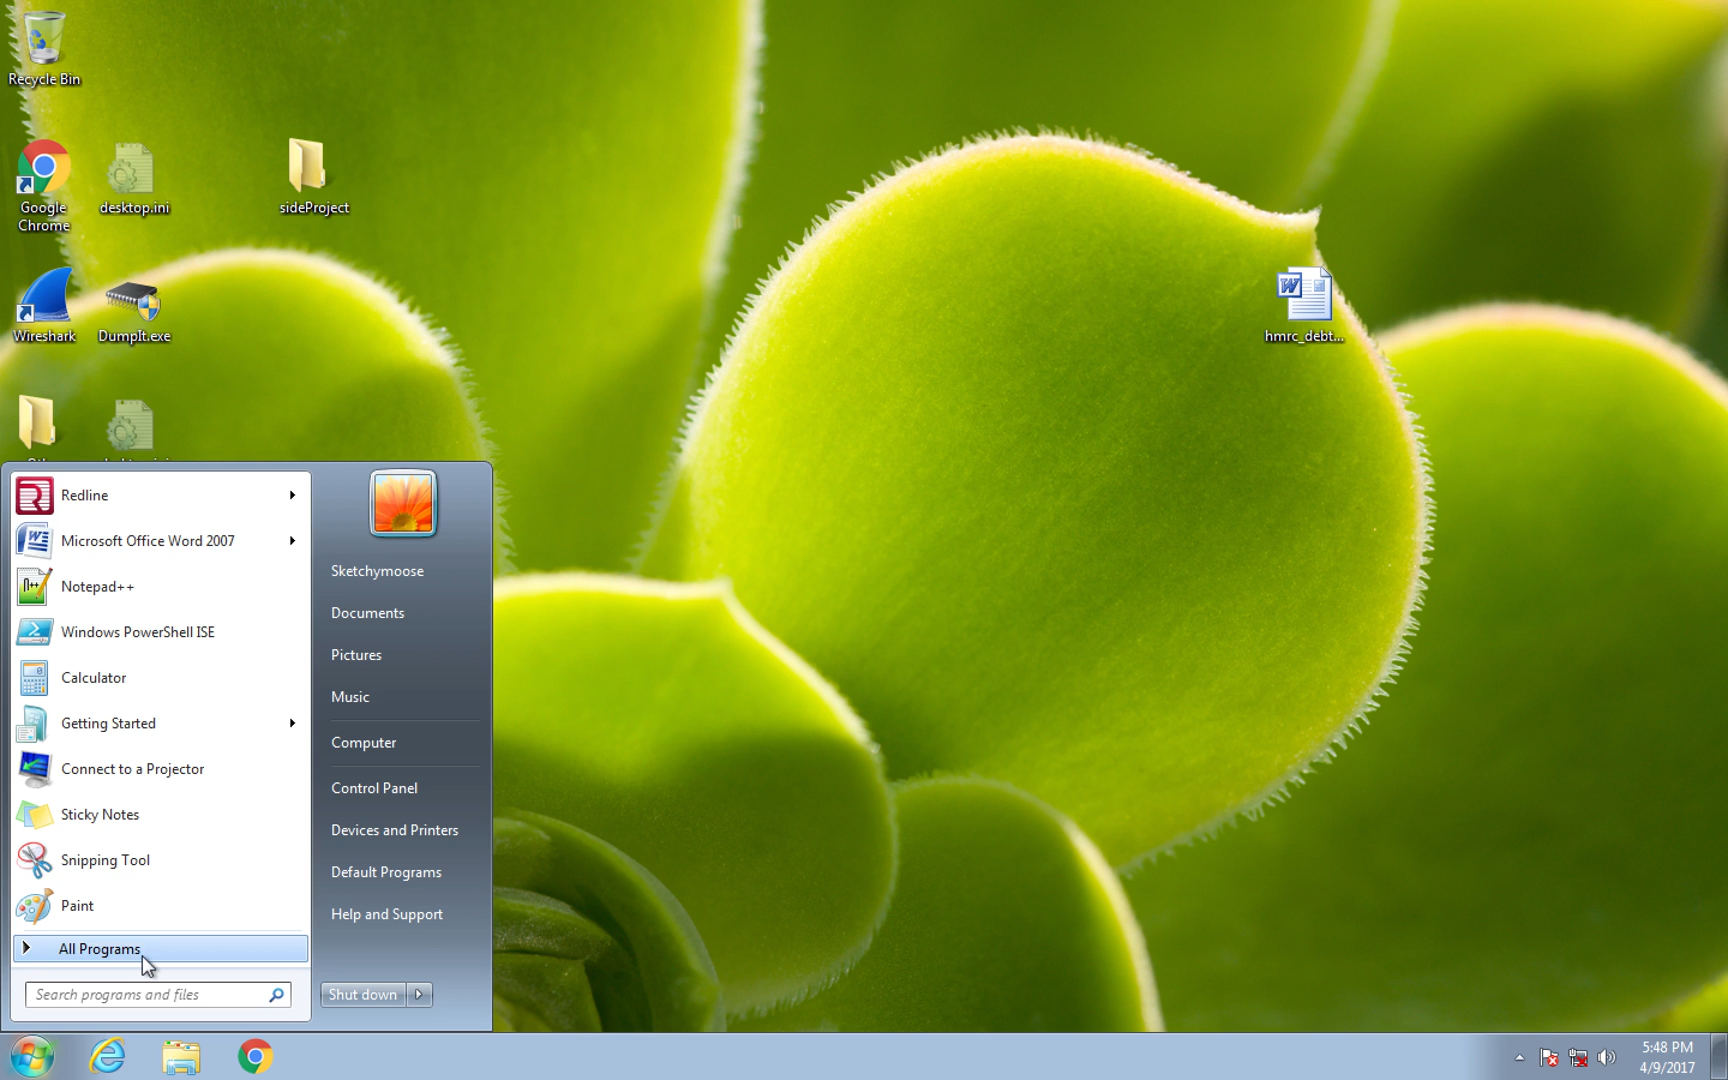 Recycle Bin
Google
Chrome
desktop.ini
sideProject
Wireshark
DumpIt.exe
hmrc_debt...
Redline
Microsoft Office Word 2007
Notepad++
Windows PowerShell ISE
Calculator
Getting Started
Connect to a Projector
Sticky Notes
Snipping Tool
Paint
All Programs
Search programs and files
Sketchymoose
Documents
Pictures
Music
Computer
Control Panel
Devices and Printers
Default Programs
Help and Support
Shut down
5:48 PM
4/9/2017